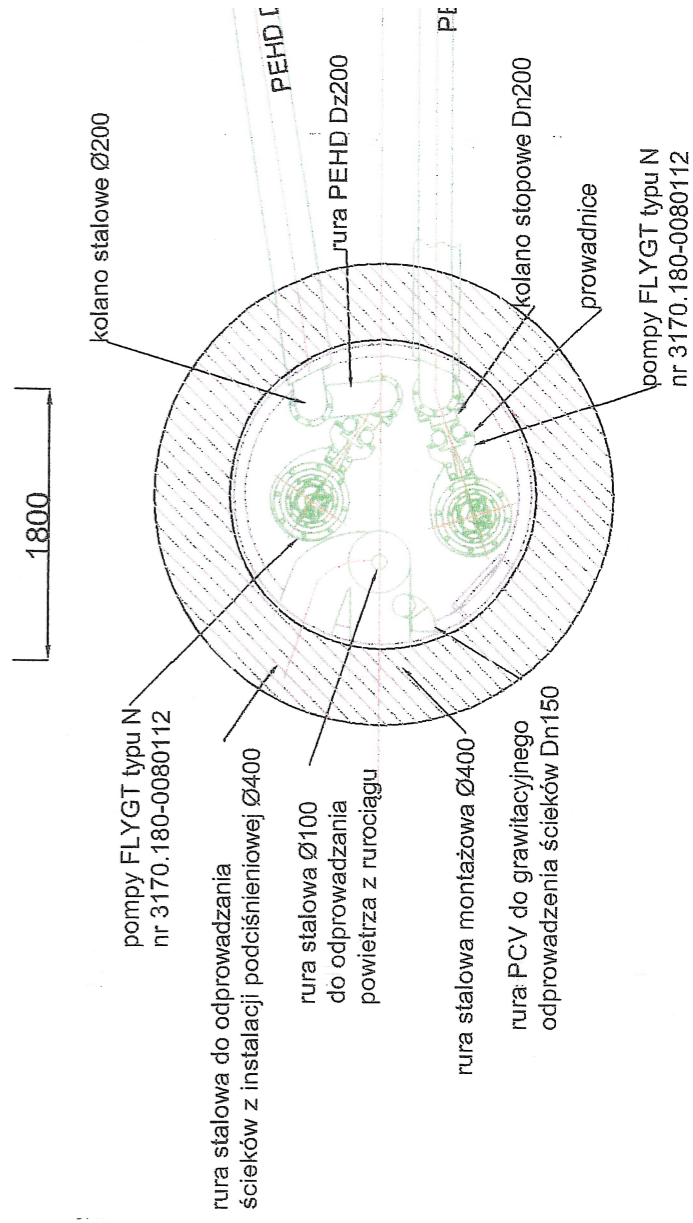 PEHD D
PE
kolano stalowe Ø200
rura PEHD Dz200
kolano stopowe Dn200
prowadnice
pompy FLYGT typu N
nr 3170.180-0080112
1800
pompy FLYGT typu N
nr 3170.180-0080112
rura stalowa do odprowadzania
ścieków z instalacji podciśnieniowej Ø400
rura stalowa Ø100
do odprowadzania
powietrza z rurociągu
rura stalowa montażowa Ø400
rura PCV do grawitacyjnego
odprowadzenia ścieków Dn150